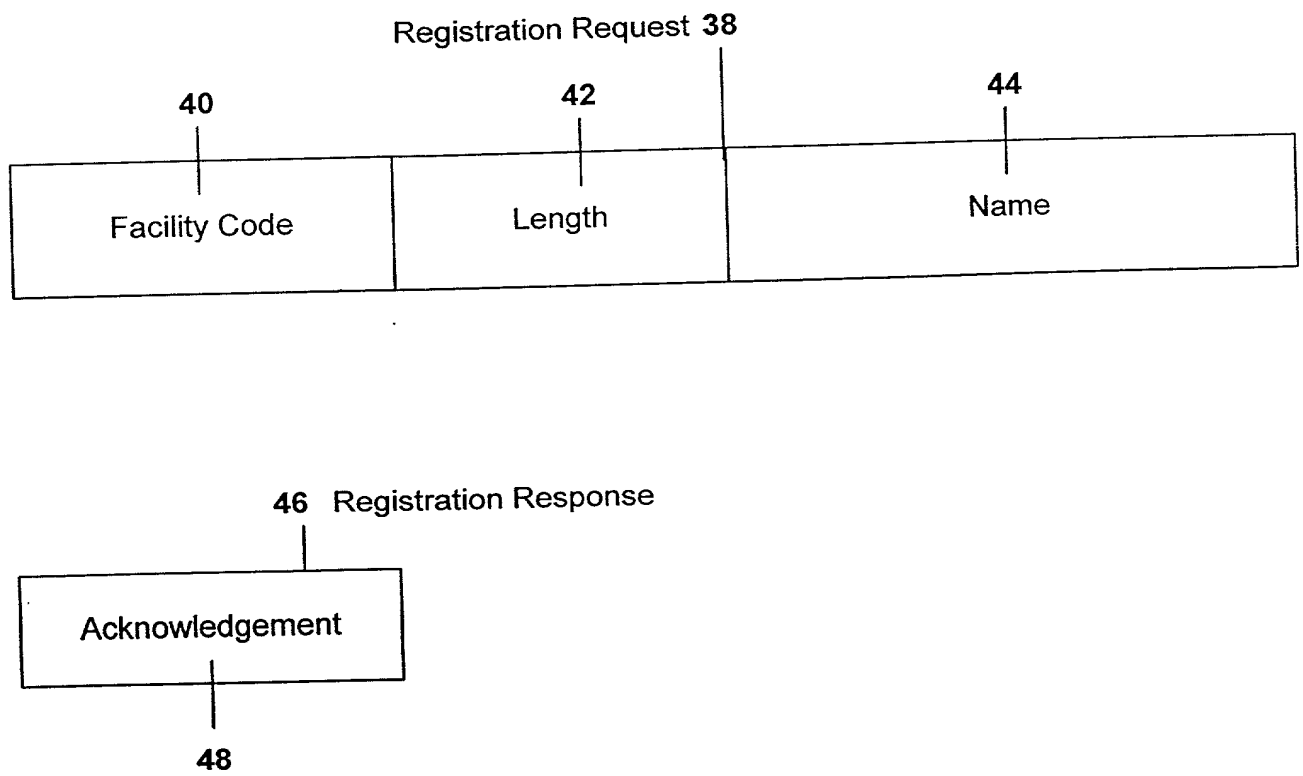 Registration Request 38
40 42 44
Facility Code Length Name
46 Registration Response
Acknowledgement
48